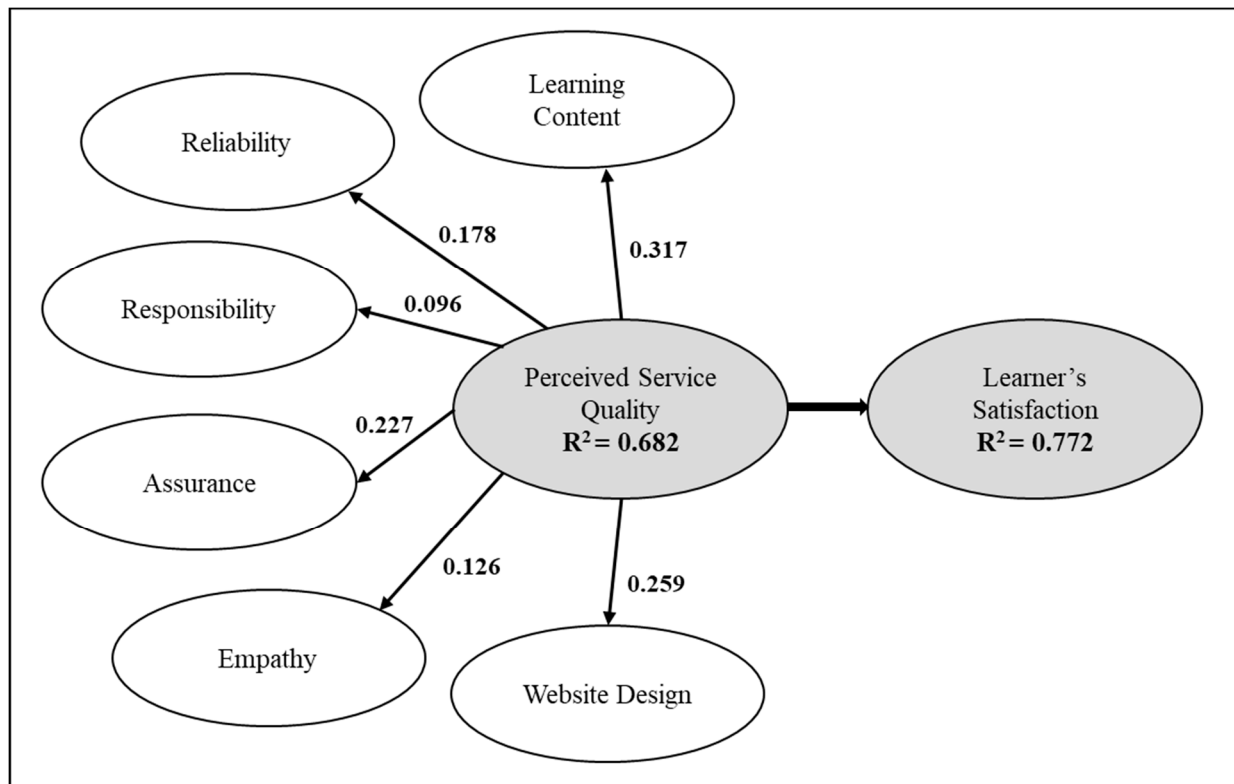 Learning
Content
Reliability
0.178
0.317
Responsibility
0.096
Perceived Service
Quality
R² = 0.682
Learner’s
Satisfaction
R² = 0.772
0.227
Assurance
0.126
0.259
Empathy
Website Design